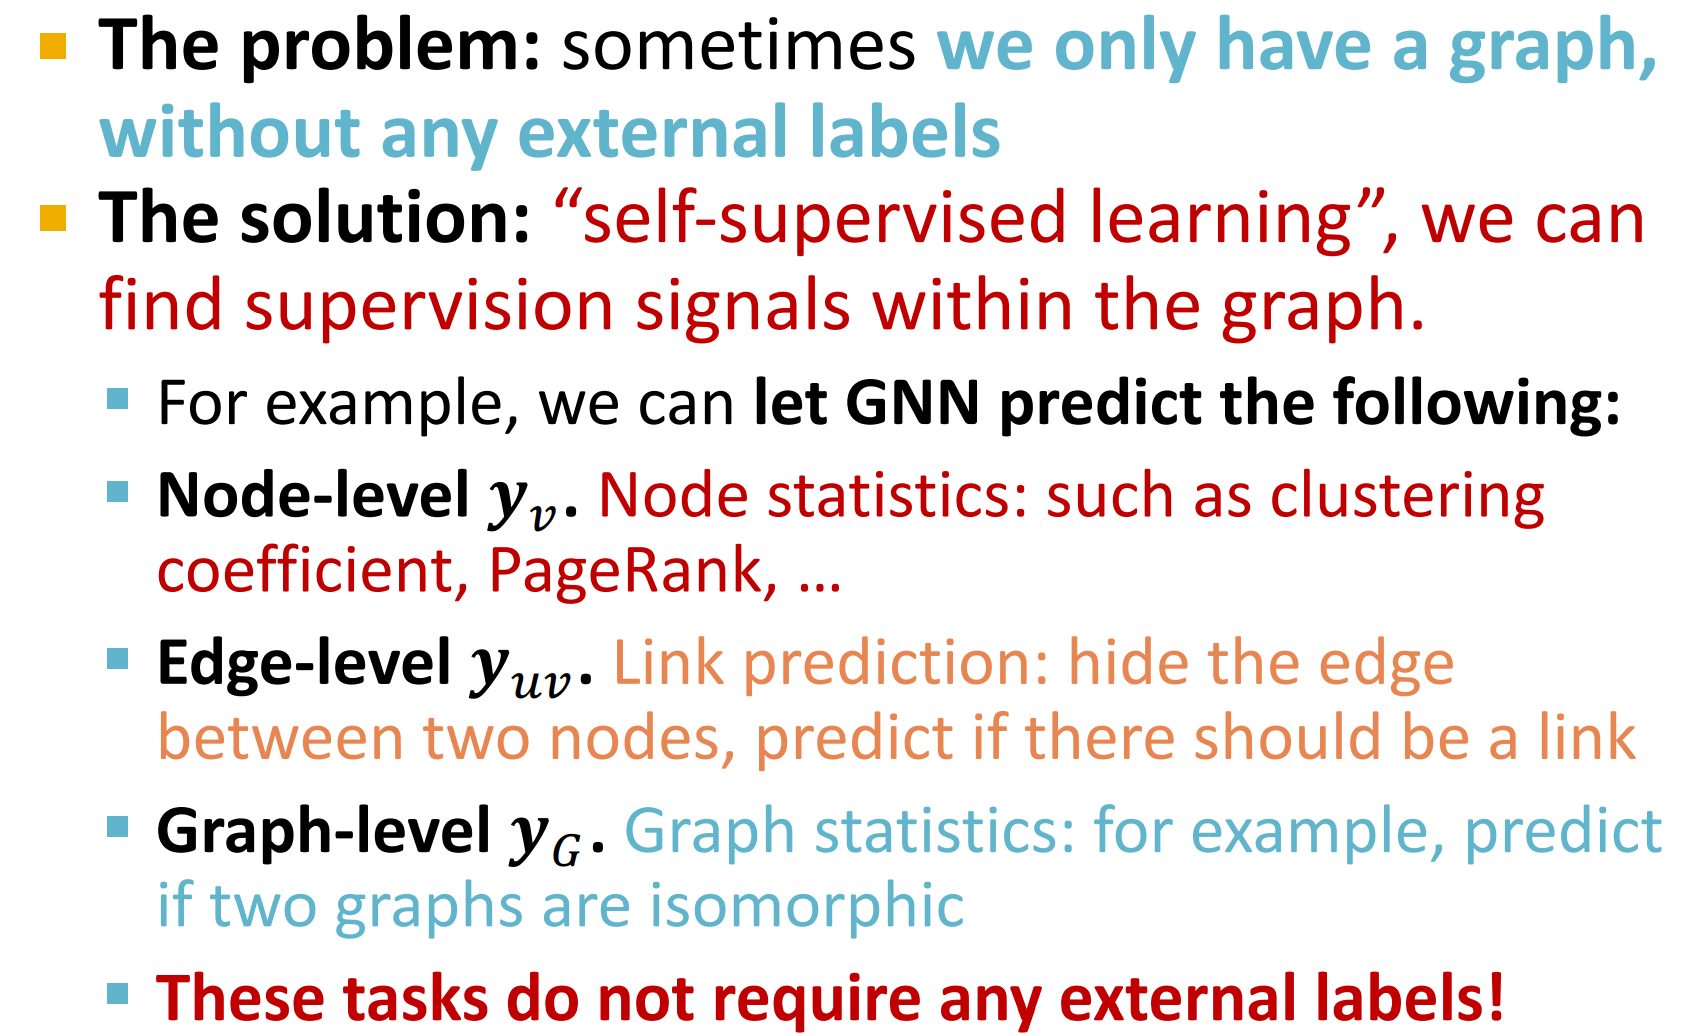 The problem: sometimes we only have a graph,
without any external labels
The solution: “self-supervised learning”, we can
find supervision signals within the graph.
For example, we can let GNN predict the following:
Node-level y_v. Node statistics: such as clustering
coefficient, PageRank, ...
Edge-level y_uv. Link prediction: hide the edge
between two nodes, predict if there should be a link
Graph-level y_G. Graph statistics: for example, predict
if two graphs are isomorphic
These tasks do not require any external labels!